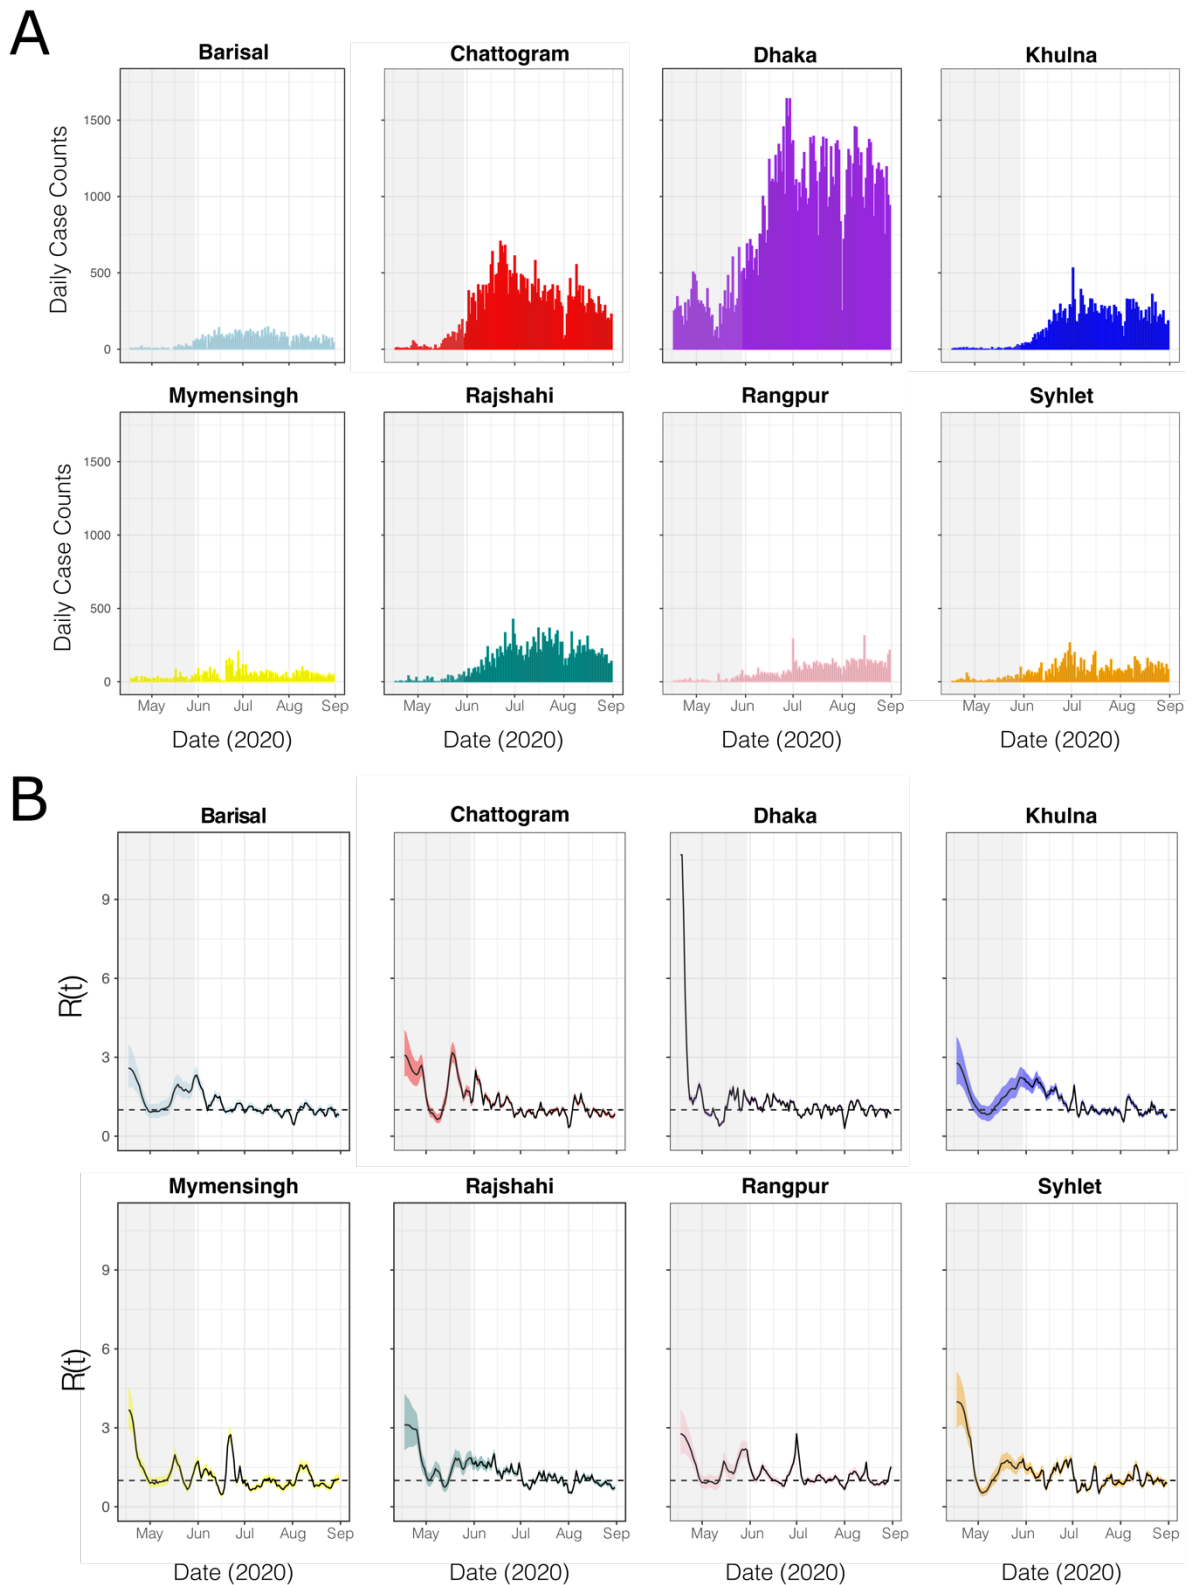 A
Barisal Chattogram Dhaka Khulna
Daily Case Counts
1500
1000
500
0
Mymensingh Rajshahi Rangpur Syhlet
Daily Case Counts
1500
1000
500
0
May Jun Jul Aug Sep May Jun Jul Aug Sep May Jun Jul Aug Sep May Jun Jul Aug Sep
Date (2020) Date (2020) Date (2020) Date (2020)
B
Barisal Chattogram Dhaka Khulna
R(t)
9
6
3
0
Mymensingh Rajshahi Rangpur Syhlet
R(t)
9
6
3
0
May Jun Jul Aug Sep May Jun Jul Aug Sep May Jun Jul Aug Sep May Jun Jul Aug Sep
Date (2020) Date (2020) Date (2020) Date (2020)